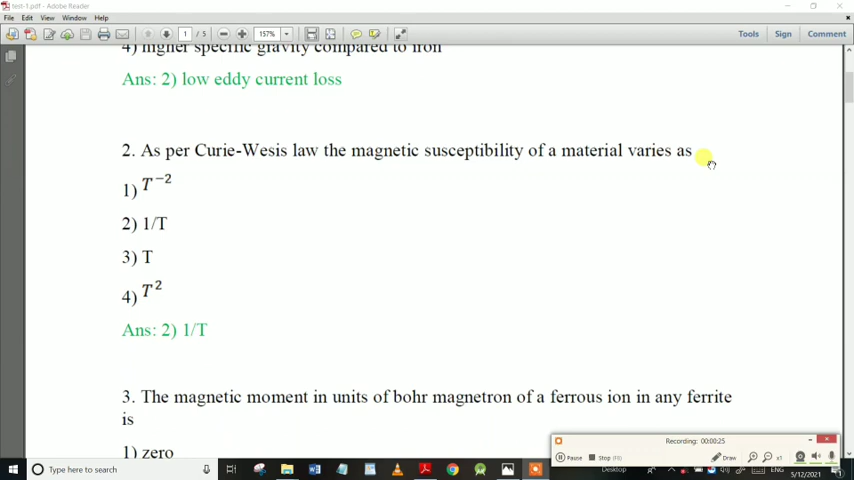 test-1.pdf - Adobe Reader
File Edit View Window Help
1 / 5 157% Tools Sign Comment
4) higher specific gravity compared to iron
Ans: 2) low eddy current loss
2. As per Curie-Wesis law the magnetic susceptibility of a material varies as
1) T⁻²
2) 1/T
3) T
4) T²
Ans: 2) 1/T
3. The magnetic moment in units of bohr magnetron of a ferrous ion in any ferrite
is
1) zero
Recording: 00:00:25
Pause Stop (F8) Draw x1
Type here to search Desktop ENG
5/12/2021